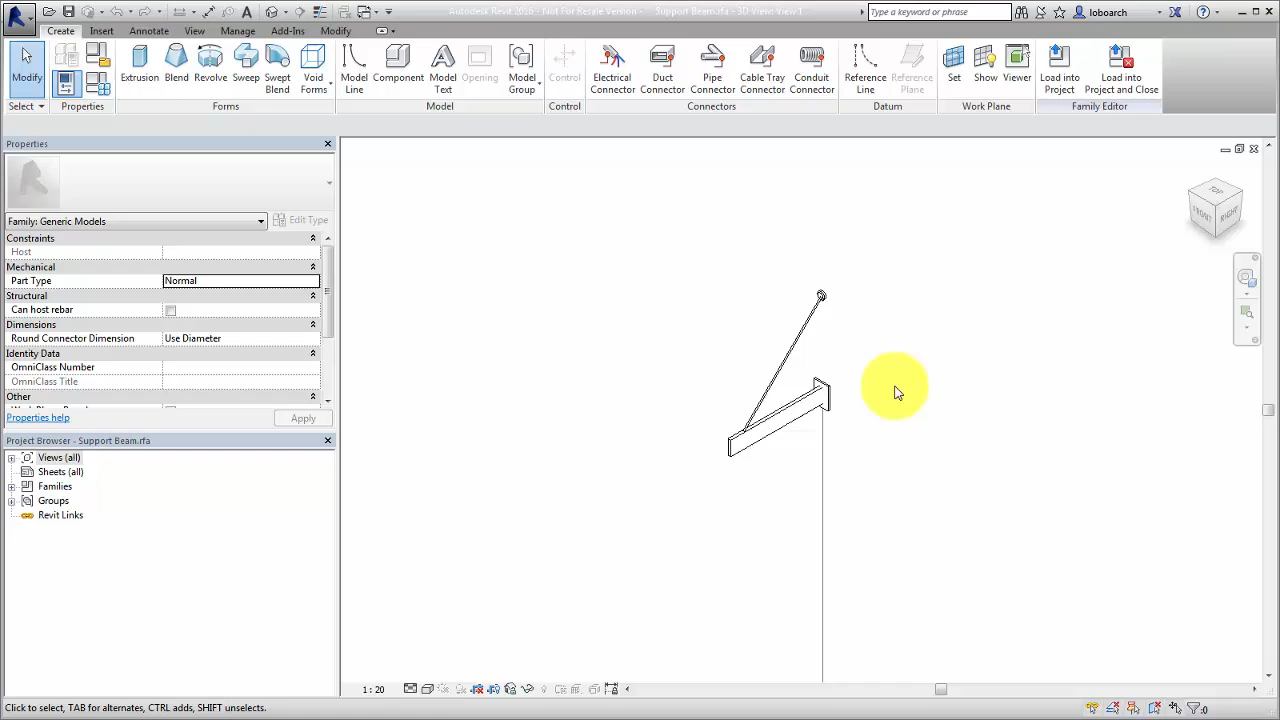 Autodesk Revit 2016 - Not For Resale Version - Support Beam.rfa - 3D View: View 1
Type a keyword or phrase
loboarch
Create Insert Annotate View Manage Add-Ins Modify
Modify
Extrusion Blend Revolve Sweep Swept Blend Void Forms
Model Line Component Model Text Opening Model Group
Control
Electrical Connector Duct Connector Pipe Connector Cable Tray Connector Conduit Connector
Reference Line Reference Plane
Set Show Viewer
Load into Project Load into Project and Close
Select Properties Forms Model Control Connectors Datum Work Plane Family Editor
Properties
Family: Generic Models
Edit Type
Constraints
Host
Mechanical
Part Type Normal
Structural
Can host rebar
Dimensions
Round Connector Dimension Use Diameter
Identity Data
OmniClass Number
OmniClass Title
Other
Properties help
Apply
Project Browser - Support Beam.rfa
Views (all)
Sheets (all)
Families
Groups
Revit Links
TOP
FRONT
RIGHT
1 : 20
Click to select, TAB for alternates, CTRL adds, SHIFT unselects.
:0